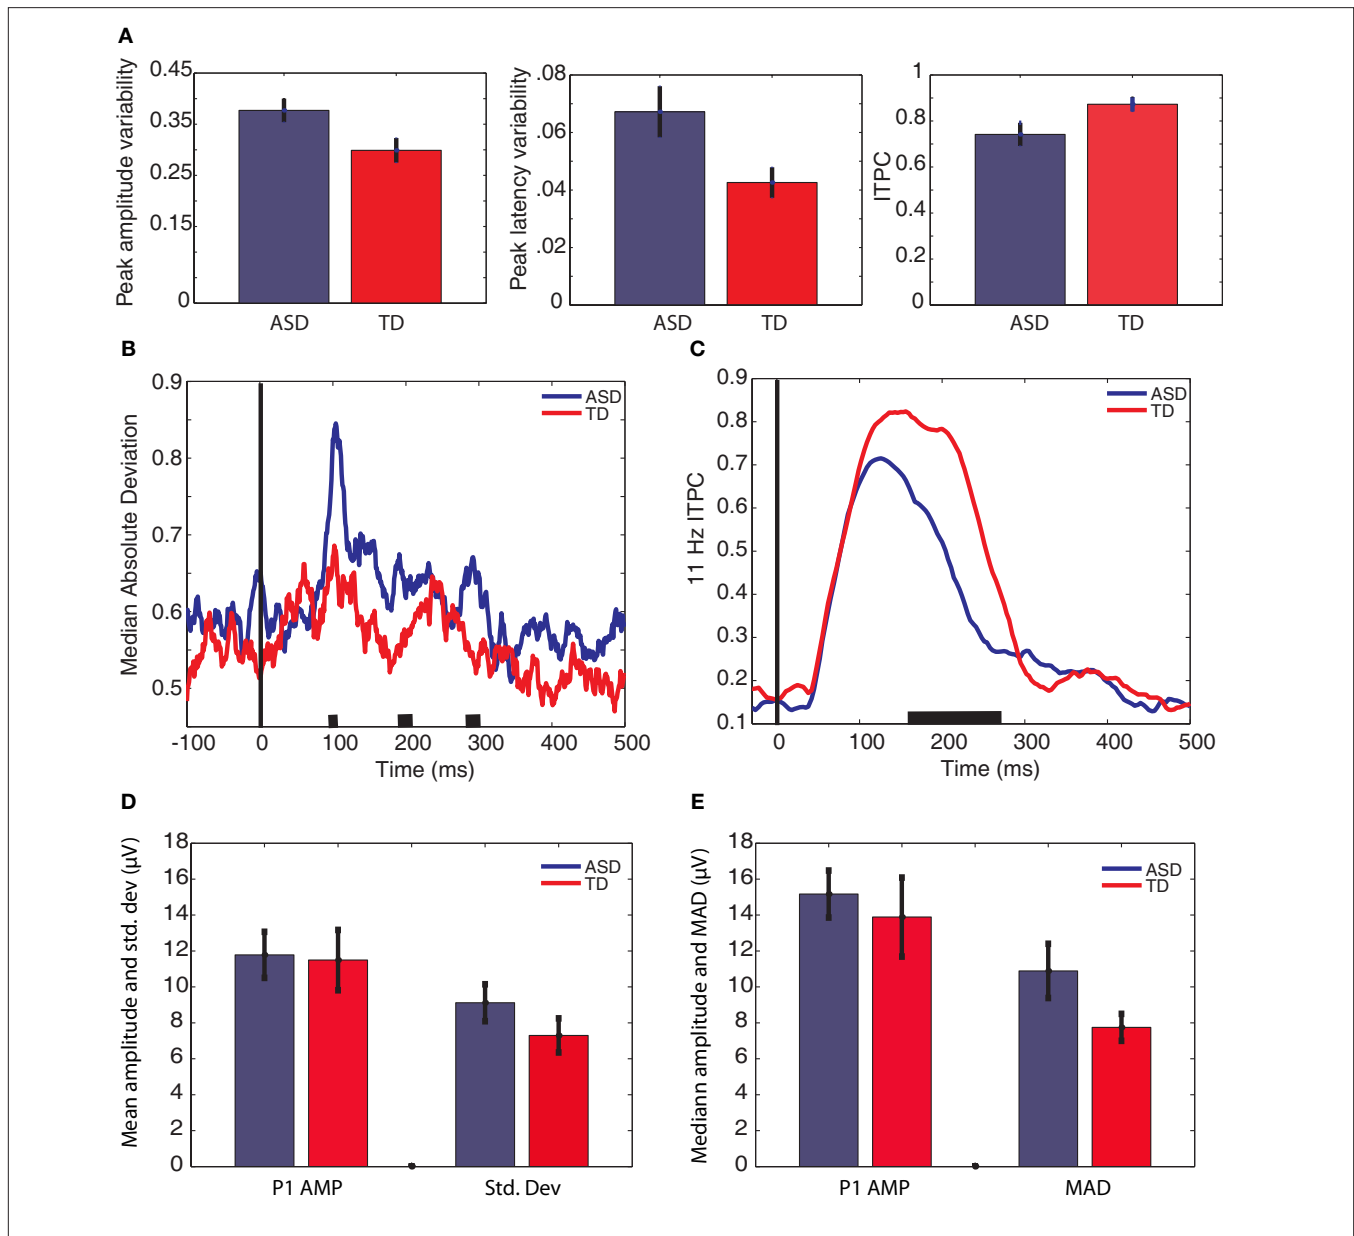 A
Peak amplitude variability
0.45
0.35
0.25
0.15
0
ASD TD
Peak latency variability
.08
.06
.04
.02
0
ASD TD
ITPC
1
0.8
0.6
0.4
0.2
0
ASD TD
B
Median Absolute Deviation
0.9
0.8
0.7
0.6
0.5
-100 0 100 200 300 400 500
Time (ms)
ASD
TD
C
11 Hz ITPC
0.9
0.8
0.7
0.6
0.5
0.4
0.3
0.2
0.1
0 100 200 300 400 500
Time (ms)
ASD
TD
D
Mean amplitude and std. dev (µV)
18
16
14
12
10
8
6
4
2
0
P1 AMP Std. Dev
ASD
TD
E
Mediann amplitude and MAD (µV)
18
16
14
12
10
8
6
4
2
0
P1 AMP MAD
ASD
TD